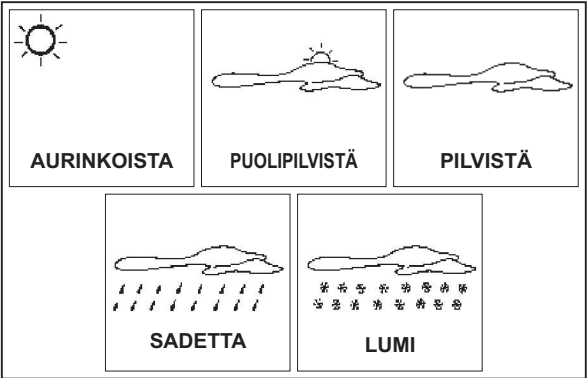 AURINKOISTA
PUOLIPILVISTÄ
PILVISTÄ
SADETTA
LUMI